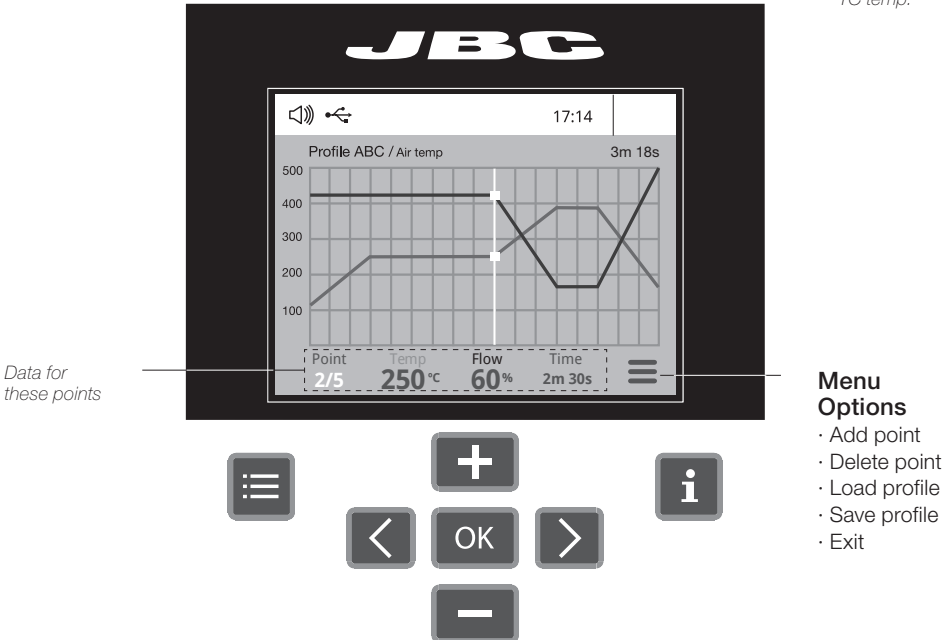 TC temp.
JBC
17:14
Profile ABC / Air temp 3m 18s
500
400
300
200
100
Point Temp Flow Time
2/5 250 °C 60 % 2m 30s
Data for
these points
Menu
Options
· Add point
· Delete point
· Load profile
· Save profile
· Exit
i
OK